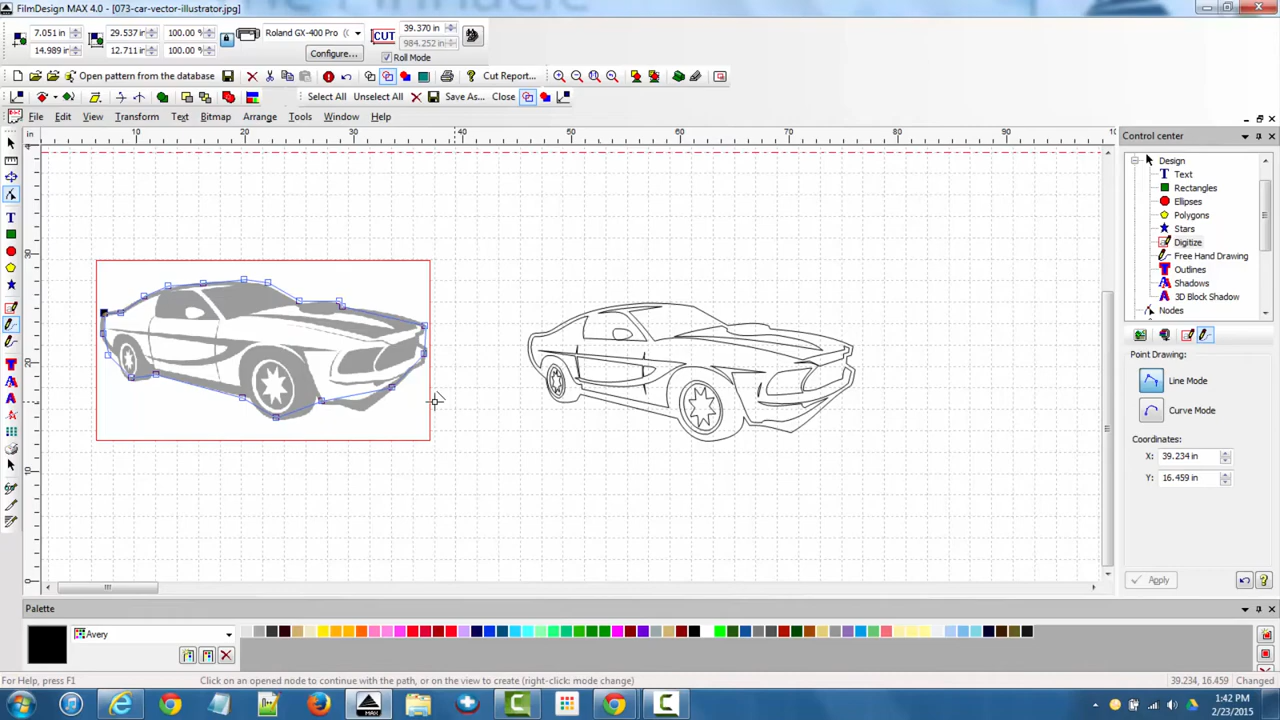 FilmDesign MAX 4.0 - [073-car-vector-illustrator.jpg]
7.051 in 29.537 in 100.00 % Roland GX-400 Pro CUT 39.370 in
14.989 in 12.711 in 100.00 % 984.252 in
Configure... Roll Mode
Open pattern from the database Cut Report...
Select All Unselect All Save As... Close
File Edit View Transform Text Bitmap Arrange Tools Window Help
in 10 20 30 50 60 70 80 90
Control center
Design
Text
Rectangles
Ellipses
Polygons
Stars
Digitize
Free Hand Drawing
Outlines
Shadows
3D Block Shadow
Nodes
30
20
10
0
Point Drawing:
Line Mode
Curve Mode
Coordinates:
X: 39.234 in
Y: 16.459 in
Apply
Palette
Avery
For Help, press F1 Click on an opened node to continue with the path, or on the view (right-click: mode change) 39.234, 16.459 Changed
MAX
1:42 PM
2/23/2015